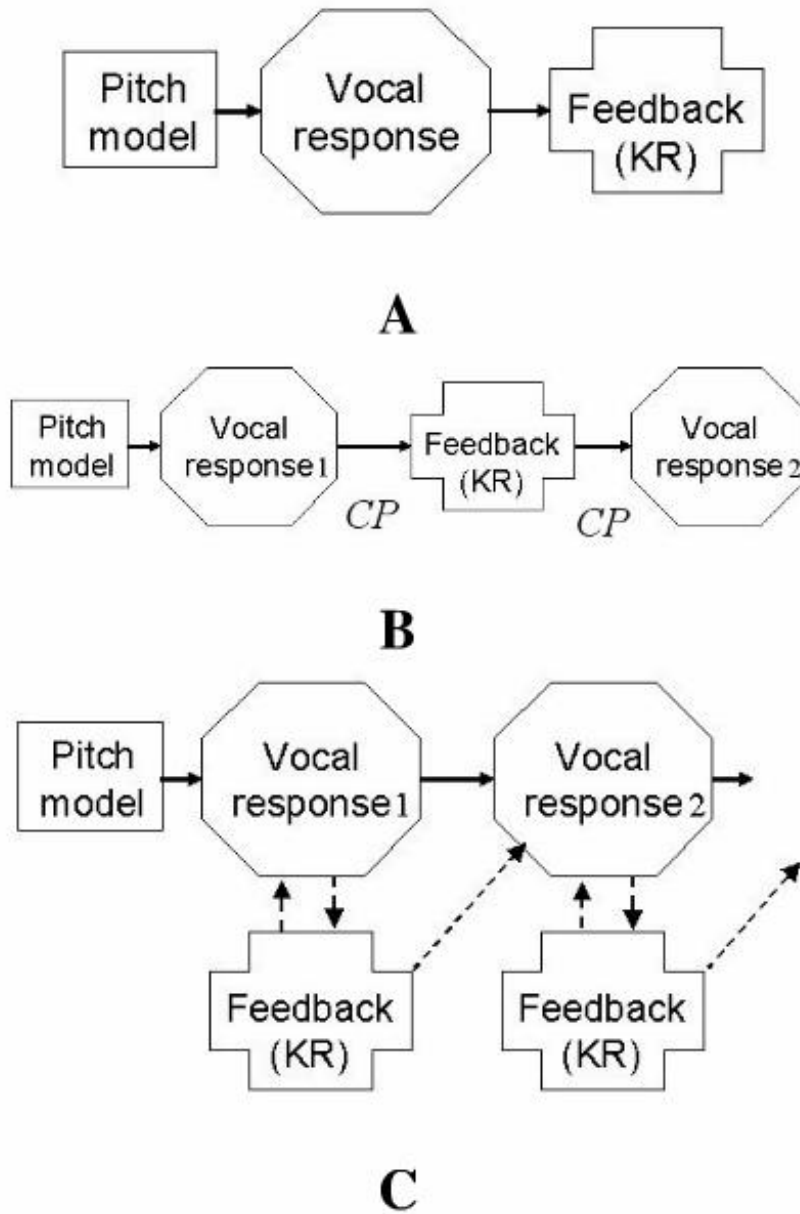 Pitch
model
Vocal
response
Feedback
(KR)
A
Pitch
model
Vocal
response1
CP
Feedback
(KR)
CP
Vocal
response2
B
Pitch
model
Vocal
response1
Vocal
response2
Feedback
(KR)
Feedback
(KR)
C